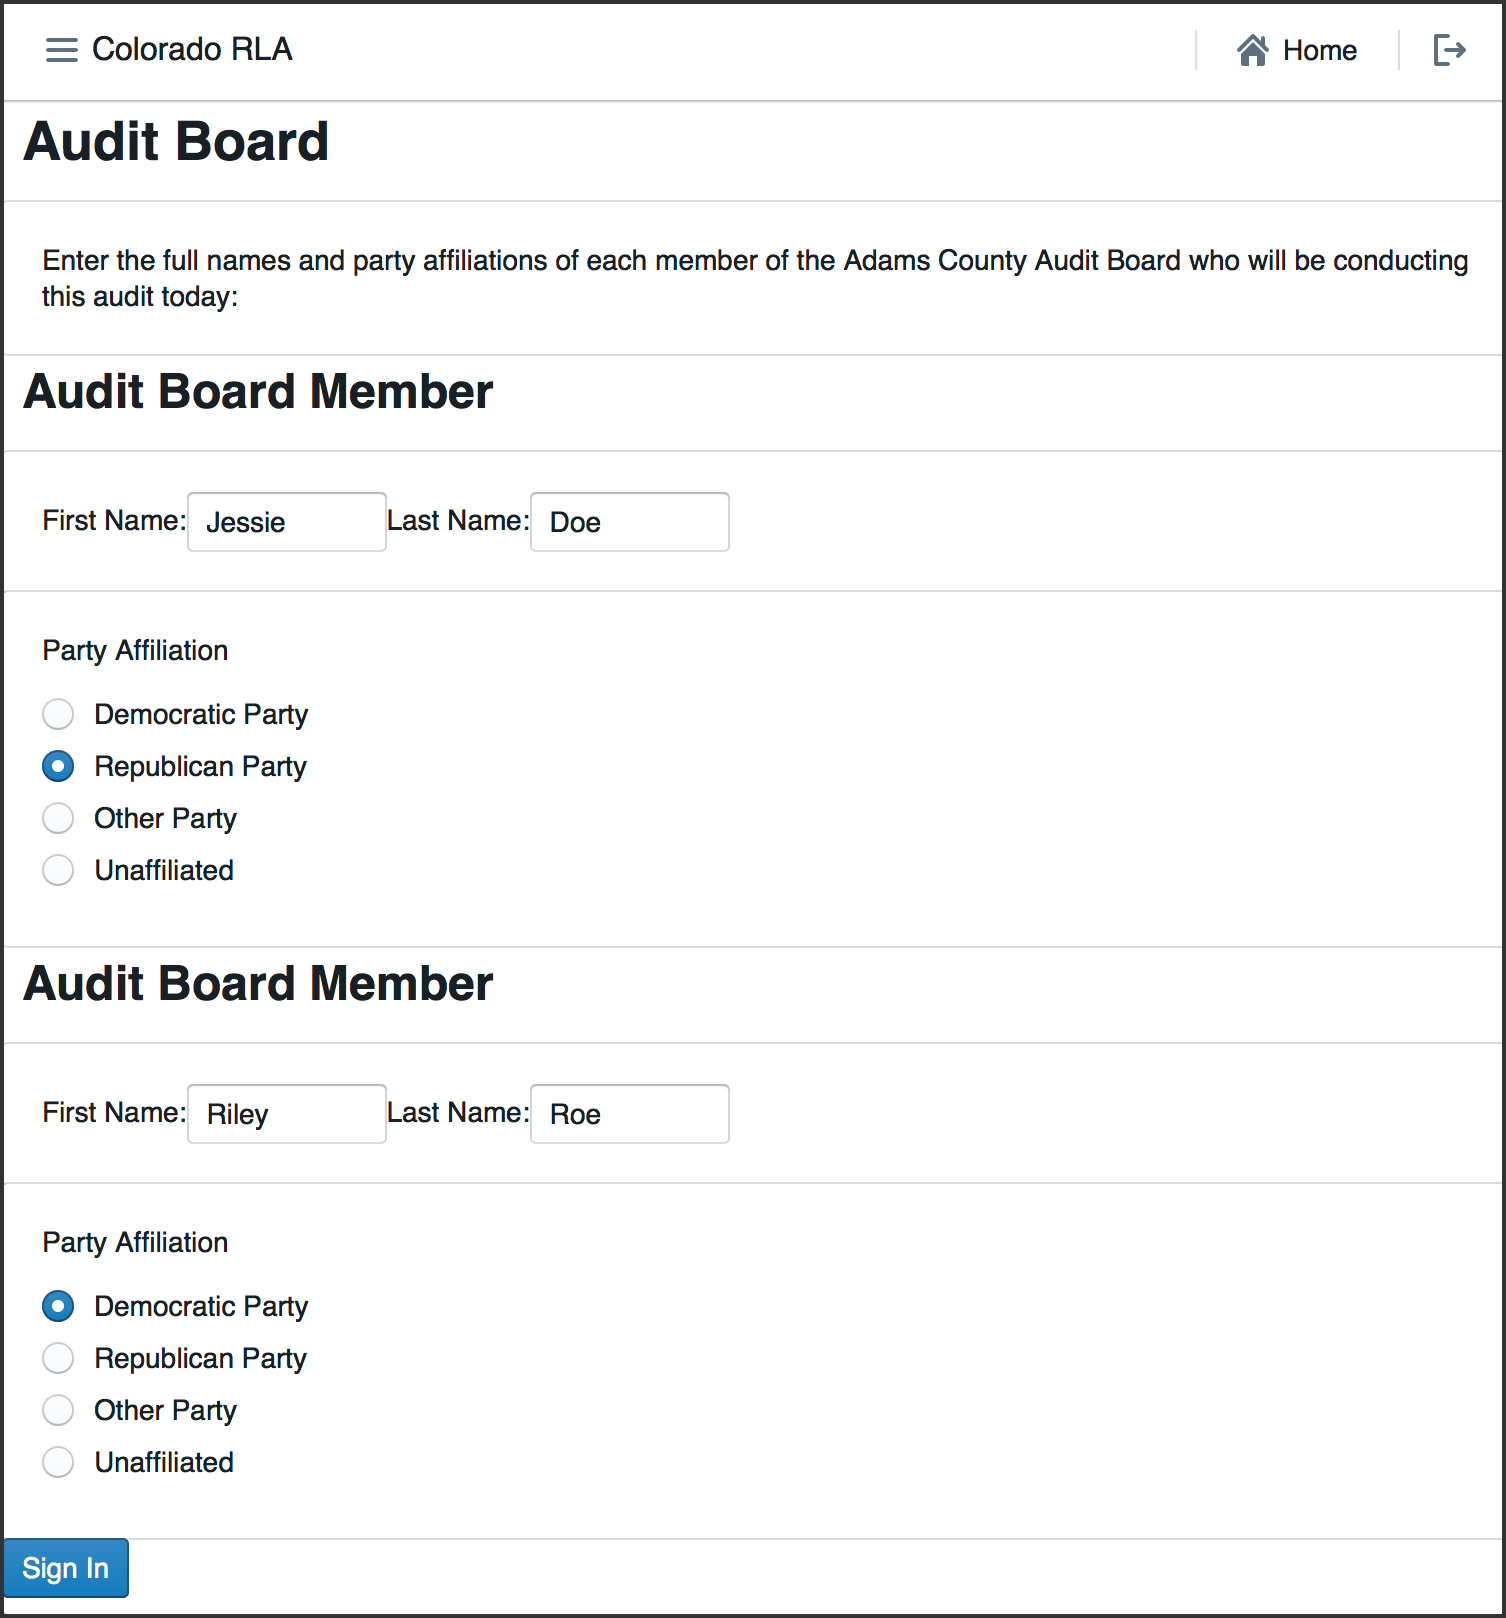 Colorado RLA Home
Audit Board
Enter the full names and party affiliations of each member of the Adams County Audit Board who will be conducting
this audit today:
Audit Board Member
First Name: Jessie Last Name: Doe
Party Affiliation
Democratic Party
Republican Party
Other Party
Unaffiliated
Audit Board Member
First Name: Riley Last Name: Roe
Party Affiliation
Democratic Party
Republican Party
Other Party
Unaffiliated
Sign In